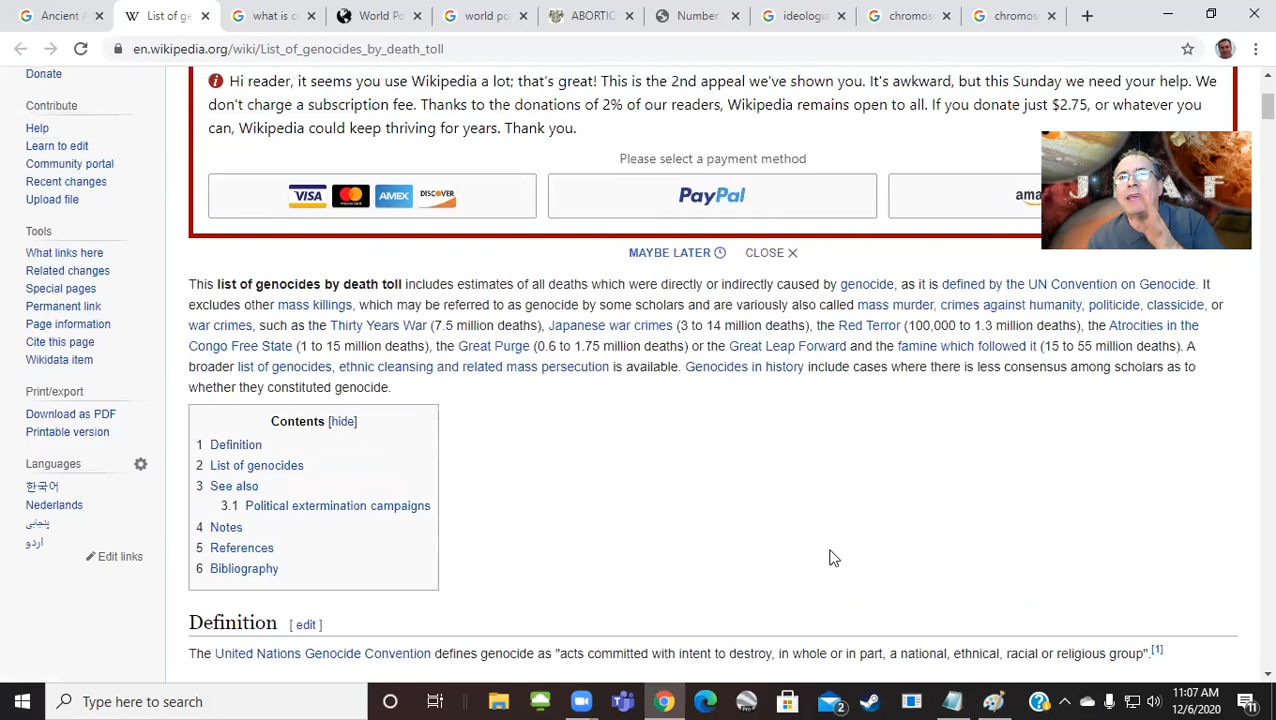 Ancient A
List of ge
what is c
World Po
world po
ABORTIC
Number
ideologia
chromos
chromos
en.wikipedia.org/wiki/List_of_genocides_by_death_toll
Donate
Contribute
Help
Learn to edit
Community portal
Recent changes
Upload file
Tools
What links here
Related changes
Special pages
Permanent link
Page information
Cite this page
Wikidata item
Print/export
Download as PDF
Printable version
Languages
한국어
Nederlands
پنجابی
اردو
Edit links
Hi reader, it seems you use Wikipedia a lot; that's great! This is the 2nd appeal we've shown you. It's awkward, but this Sunday we need your help. We
don't charge a subscription fee. Thanks to the donations of 2% of our readers, Wikipedia remains open to all. If you donate just $2.75, or whatever you
can, Wikipedia could keep thriving for years. Thank you.
Please select a payment method
VISA MasterCard AMEX DISCOVER
PayPal
ama
J F
MAYBE LATER CLOSE
This list of genocides by death toll includes estimates of all deaths which were directly or indirectly caused by genocide, as it is defined by the UN Convention on Genocide. It
excludes other mass killings, which may be referred to as genocide by some scholars and are variously also called mass murder, crimes against humanity, politicide, classicide, or
war crimes, such as the Thirty Years War (7.5 million deaths), Japanese war crimes (3 to 14 million deaths), the Red Terror (100,000 to 1.3 million deaths), the Atrocities in the
Congo Free State (1 to 15 million deaths), the Great Purge (0.6 to 1.75 million deaths) or the Great Leap Forward and the famine which followed it (15 to 55 million deaths). A
broader list of genocides, ethnic cleansing and related mass persecution is available. Genocides in history include cases where there is less consensus among scholars as to
whether they constituted genocide.
Contents [hide]
1 Definition
2 List of genocides
3 See also
3.1 Political extermination campaigns
4 Notes
5 References
6 Bibliography
Definition [ edit ]
The United Nations Genocide Convention defines genocide as "acts committed with intent to destroy, in whole or in part, a national, ethnical, racial or religious group".[1]
Type here to search
2
11:07 AM
12/6/2020
11